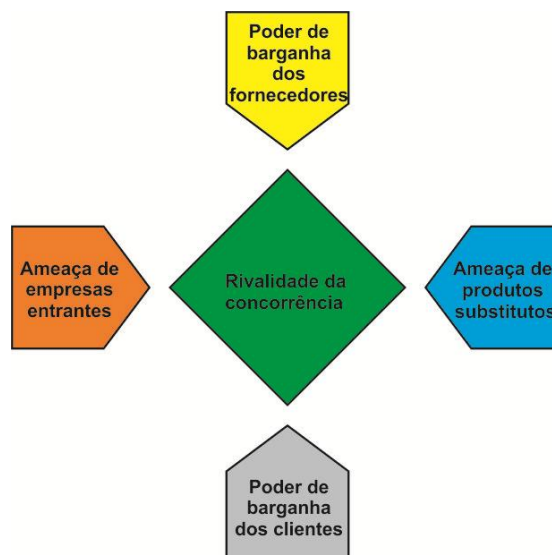 Poder de
barganha
dos
fornecedores
Ameaça de
empresas
entrantes
Rivalidade da
concorrência
Ameaça de
produtos
substitutos
Poder de
barganha
dos clientes